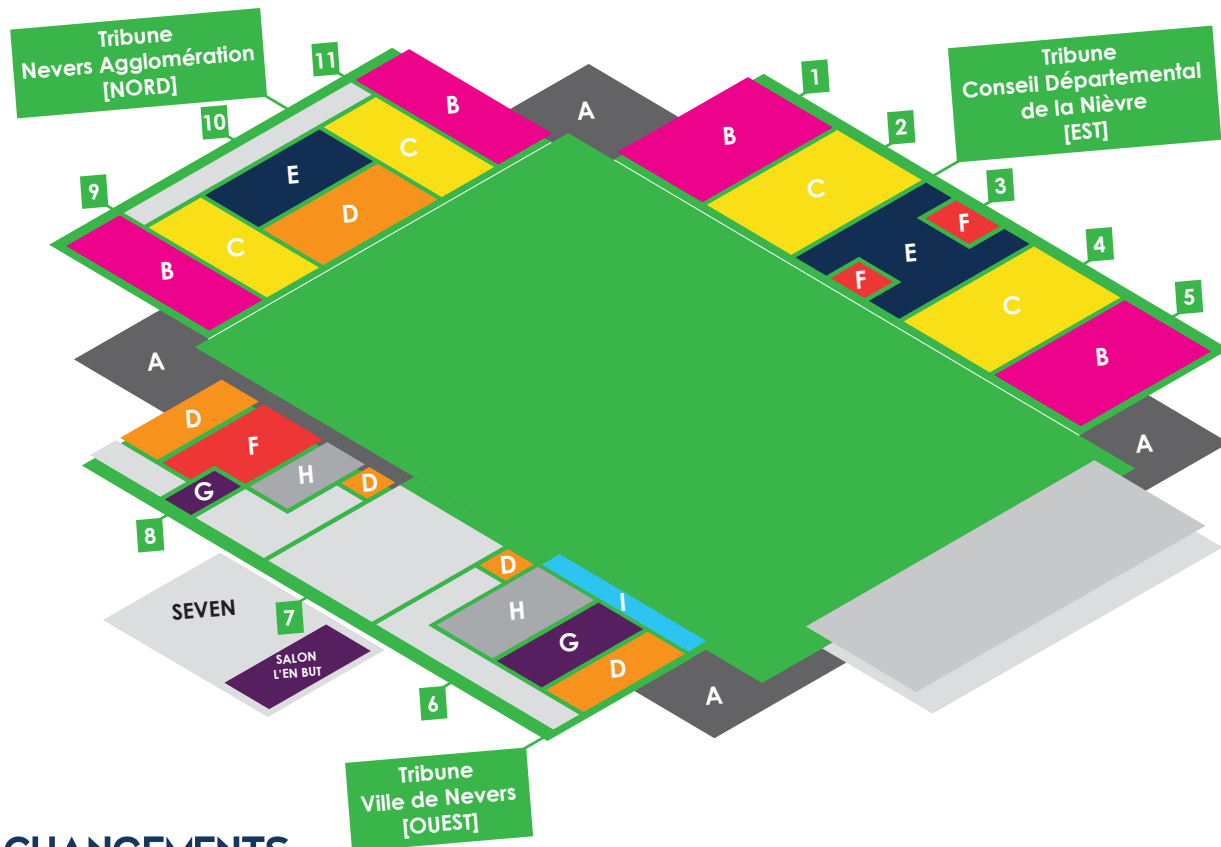 Tribune
Nevers Agglomération
[NORD]
11
10
9
B
C
E
D
C
B
A
1
2
3
4
5
Tribune
Conseil Départemental
de la Nièvre
[EST]
B
C
F
E
F
C
B
A
A
D
F
H
G
D
8
SEVEN
7
SALON
L'EN BUT
D
I
H
G
D
A
6
Tribune
Ville de Nevers
[OUEST]
CHANGEMENTS